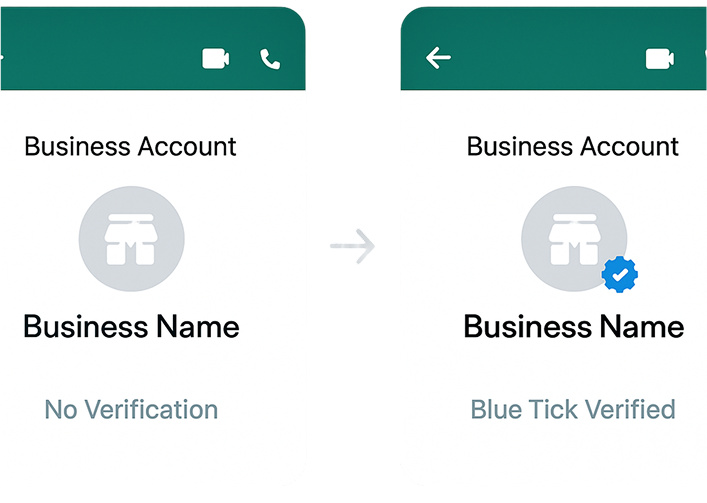 Business Account
Business Name
No Verification
Business Account
Business Name
Blue Tick Verified